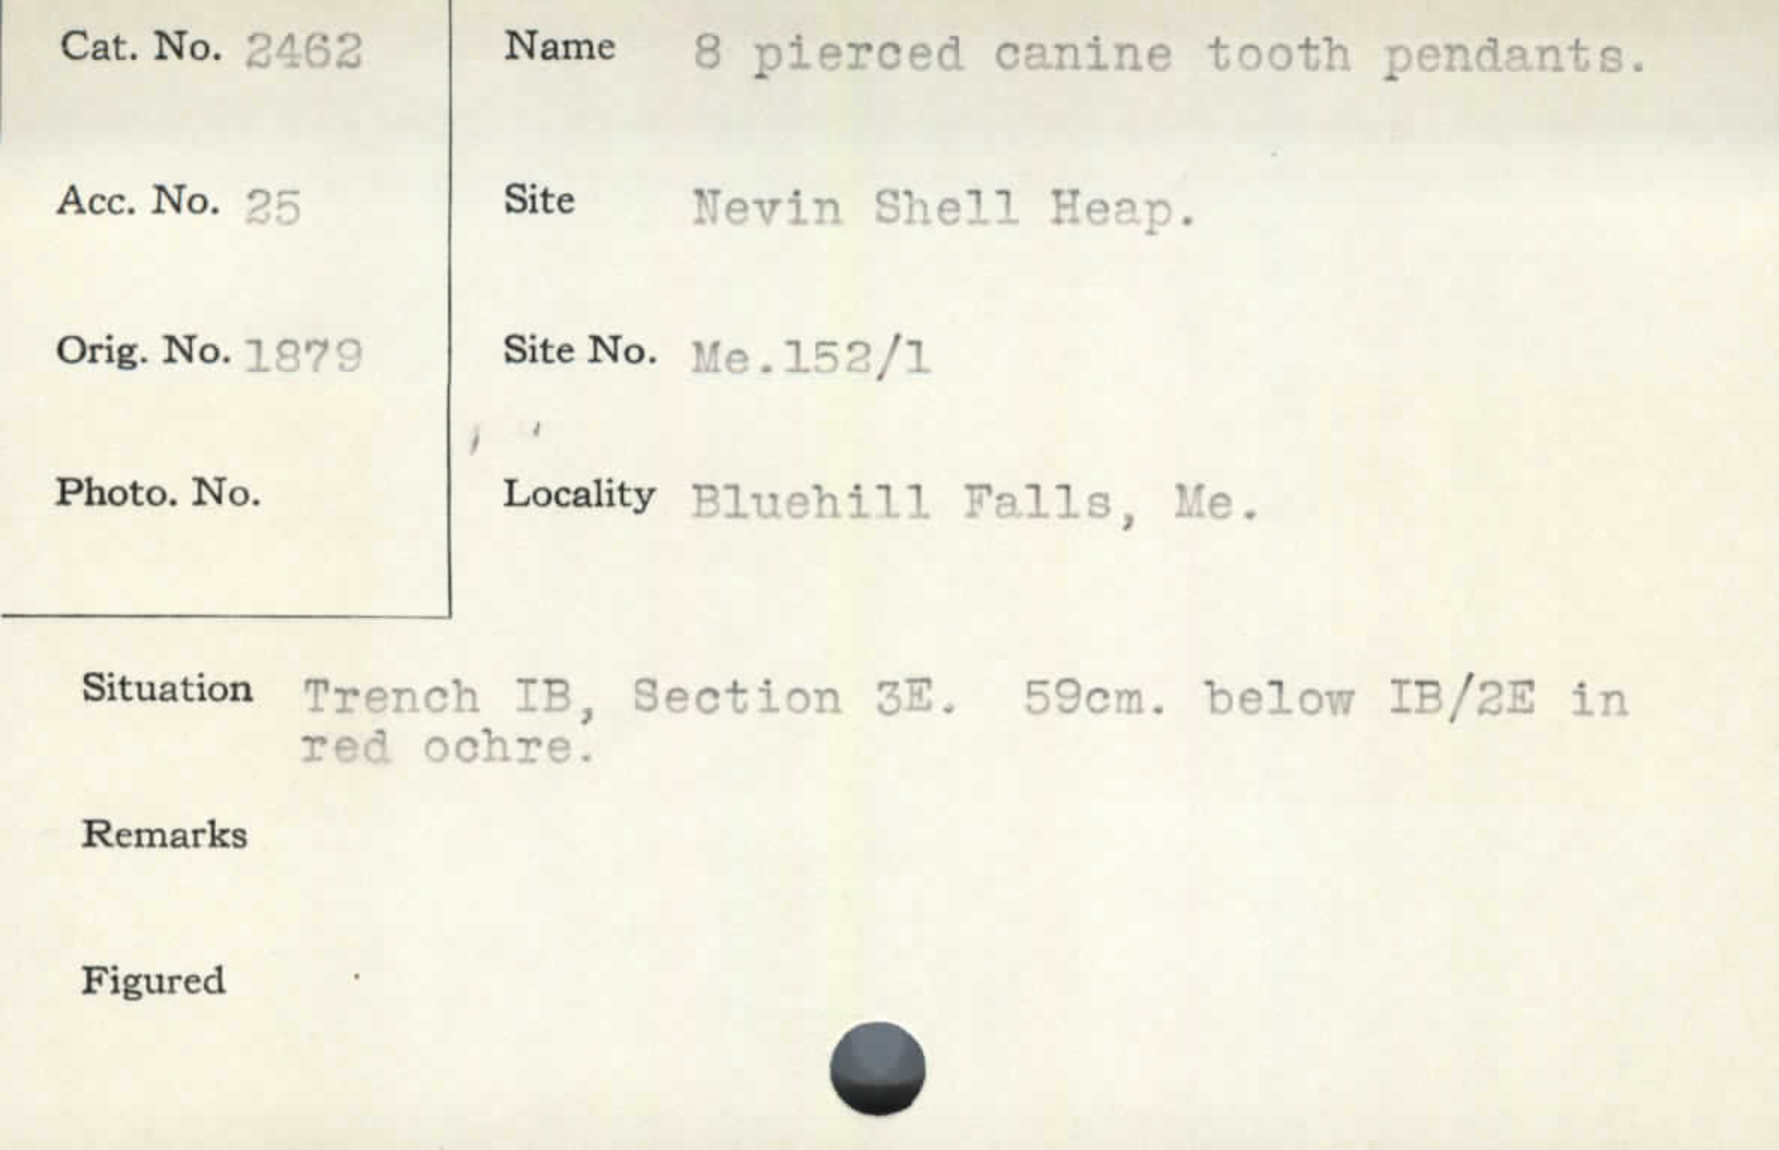 Cat. No. 2462
Name 8 pierced canine tooth pendants.
Acc. No. 25
Site Nevin Shell Heap.
Orig. No. 1879
Site No. Me.152/1
Photo. No.
Locality Bluehill Falls, Me.
Situation Trench IB, Section 3E. 59cm. below IB/2E in
red ochre.
Remarks
Figured